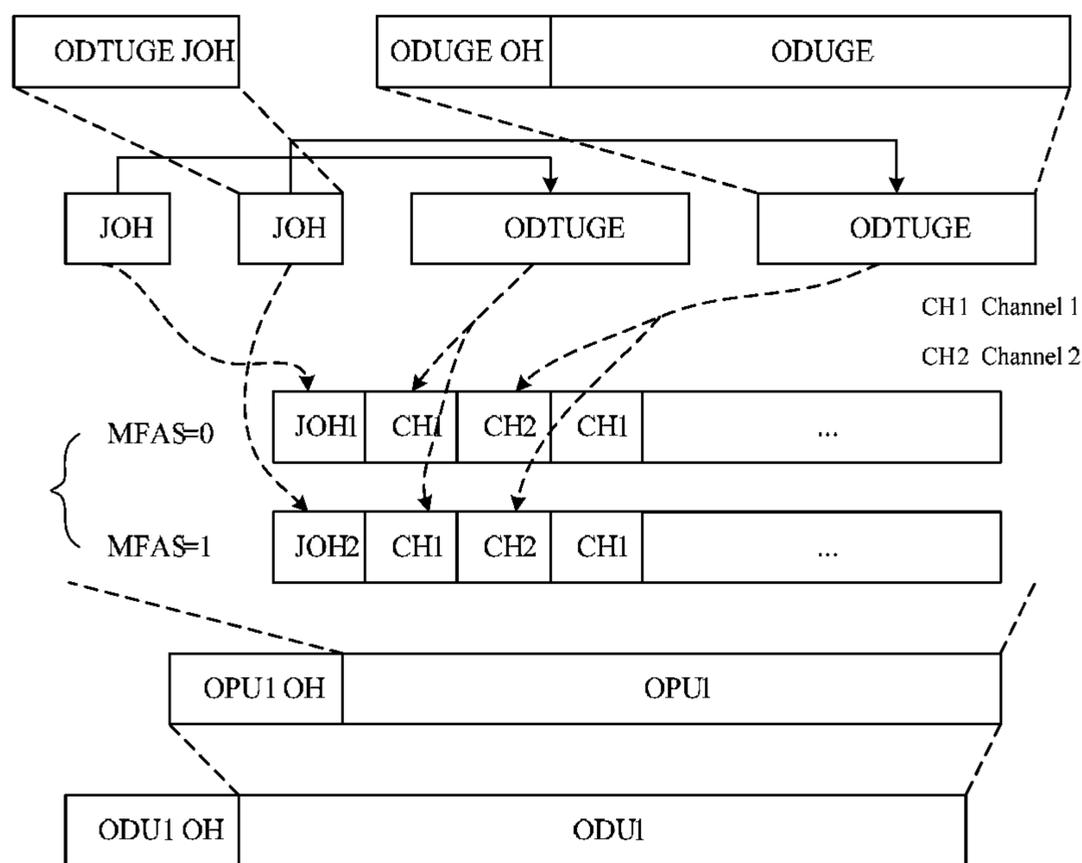 ODTUGE JOH ODUGE OH ODUGE
JOH JOH ODTUGE ODTUGE
CH1 Channel 1
CH2 Channel 2
MFAS=0 JOH1 CH1 CH2 CH1 ...
MFAS=1 JOH2 CH1 CH2 CH1 ...
OPU1 OH OPU1
ODU1 OH ODU1